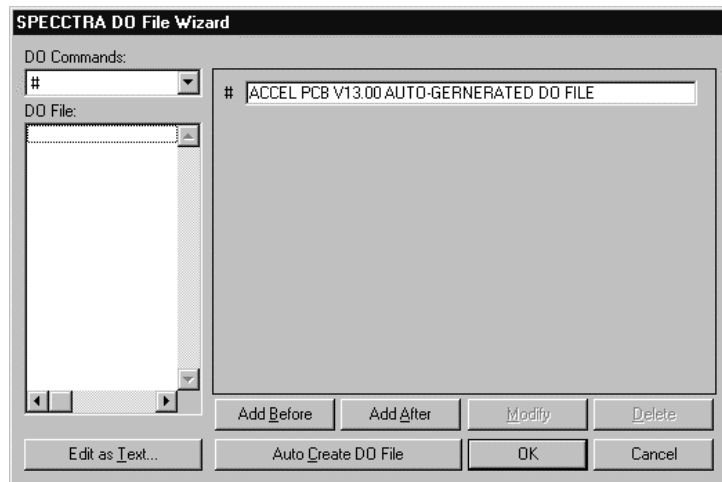 SPECCTRA DO File Wizard
DO Commands:
#
DO File:
# ACCEL PCB V13.00 AUTO-GERNERATED DO FILE
Add Before
Add After
Modify
Delete
Edit as Text...
Auto Create DO File
OK
Cancel